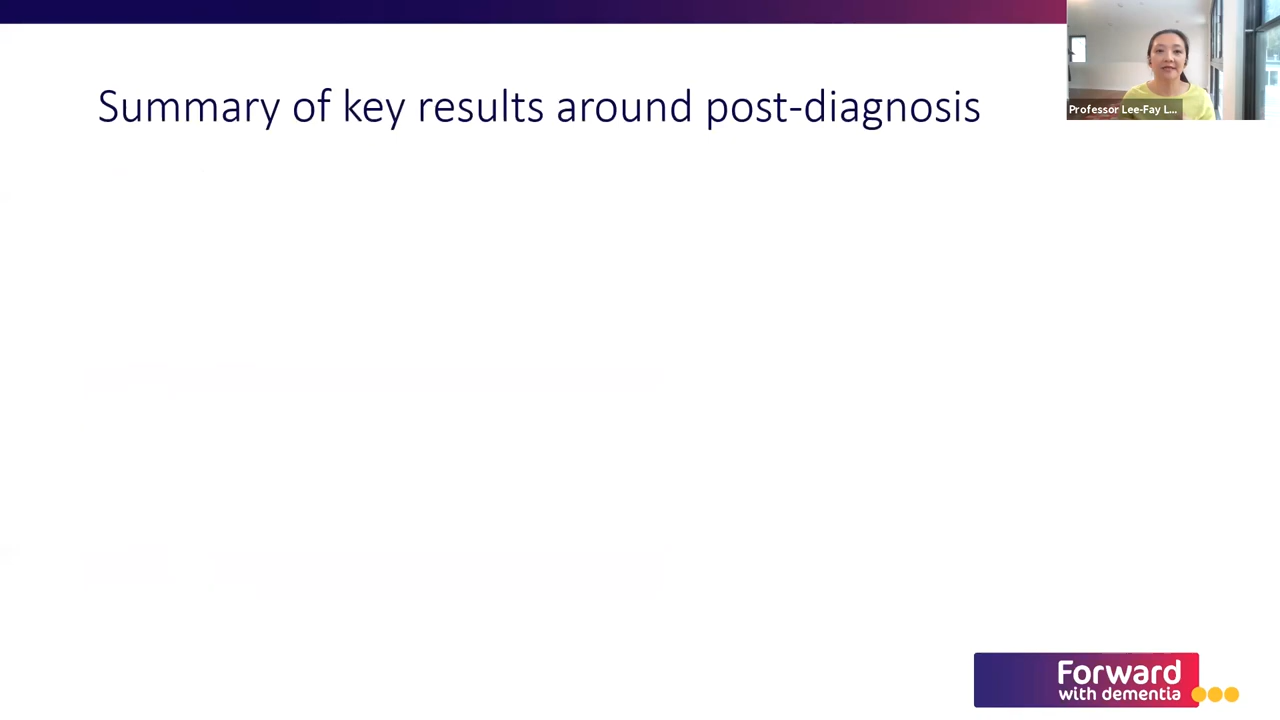 Summary of key results around post-diagnosis
Professor Lee-Fay L...
Forward
with dementia